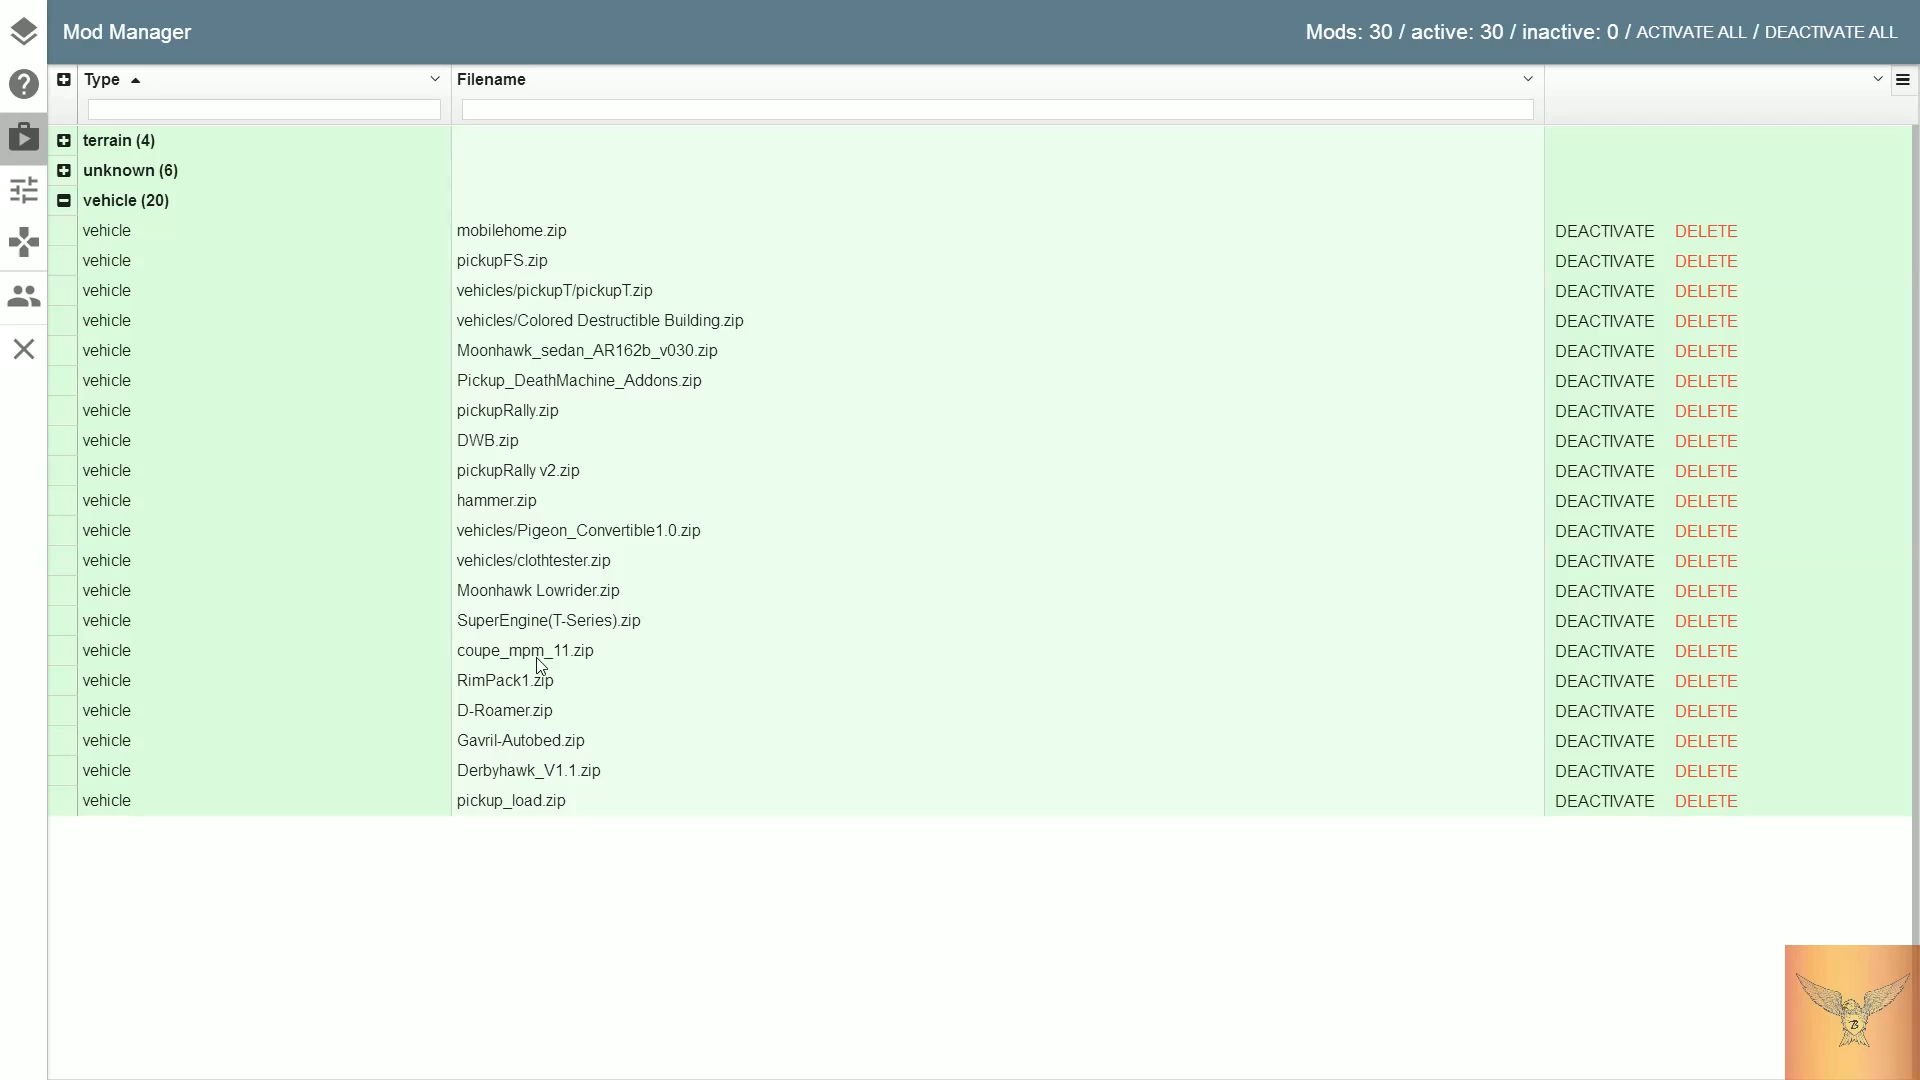 Mod Manager
Mods: 30 / active: 30 / inactive: 0 / ACTIVATE ALL / DEACTIVATE ALL
Type Filename
terrain (4)
unknown (6)
vehicle (20)
vehicle mobilehome.zip DEACTIVATE DELETE
vehicle pickupFS.zip DEACTIVATE DELETE
vehicle vehicles/pickupT/pickupT.zip DEACTIVATE DELETE
vehicle vehicles/Colored Destructible Building.zip DEACTIVATE DELETE
vehicle Moonhawk_sedan_AR162b_v030.zip DEACTIVATE DELETE
vehicle Pickup_DeathMachine_Addons.zip DEACTIVATE DELETE
vehicle pickupRally.zip DEACTIVATE DELETE
vehicle DWB.zip DEACTIVATE DELETE
vehicle pickupRally v2.zip DEACTIVATE DELETE
vehicle hammer.zip DEACTIVATE DELETE
vehicle vehicles/Pigeon_Convertible1.0.zip DEACTIVATE DELETE
vehicle vehicles/clothtester.zip DEACTIVATE DELETE
vehicle Moonhawk Lowrider.zip DEACTIVATE DELETE
vehicle SuperEngine(T-Series).zip DEACTIVATE DELETE
vehicle coupe_mpm_11.zip DEACTIVATE DELETE
vehicle RimPack1.zip DEACTIVATE DELETE
vehicle D-Roamer.zip DEACTIVATE DELETE
vehicle Gavril-Autobed.zip DEACTIVATE DELETE
vehicle Derbyhawk_V1.1.zip DEACTIVATE DELETE
vehicle pickup_load.zip DEACTIVATE DELETE
B